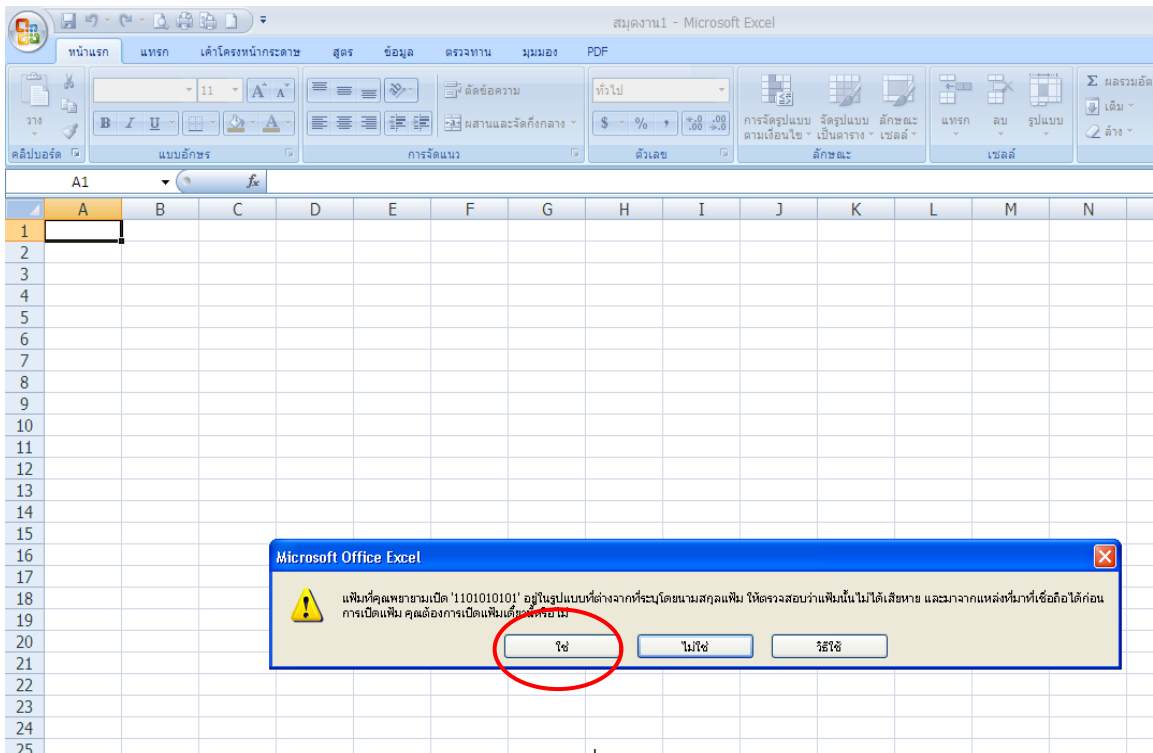 สมุดงาน1 - Microsoft Excel
หน้าแรก แทรก เค้าโครงหน้ากระดาษ สูตร ข้อมูล ตรวจทาน มุมมอง PDF
11 A A ตัดข้อความ ทั่วไป Σ ผลรวมอัต
วาง B I U A ผสานและจัดกึ่งกลาง $ % , .0 .00 .00 .0 การจัดรูปแบบ จัดรูปแบบ ลักษณะ แทรก ลบ รูปแบบ เติม
ตามเงื่อนไข เป็นตาราง เซลล์ ล้าง
คลิปบอร์ด แบบอักษร การจัดแนว ตัวเลข ลักษณะ เซลล์
A1 fx
A B C D E F G H I J K L M N
1
2
3
4
5
6
7
8
9
10
11
12
13
14
15
16
Microsoft Office Excel
17
18
แฟ้มที่คุณพยายามเปิด '1101010101' อยู่ในรูปแบบที่ต่างจากที่ระบุโดยนามสกุลแฟ้ม ให้ตรวจสอบว่าแฟ้มนั้นไม่ได้เสียหาย และมาจากแหล่งที่มาที่เชื่อถือได้ก่อน
19
การเปิดแฟ้ม คุณต้องการเปิดแฟ้มเดี๋ยวนี้หรือไม่
20
ใช่ ไม่ใช่ วิธีใช้
21
22
23
24
25